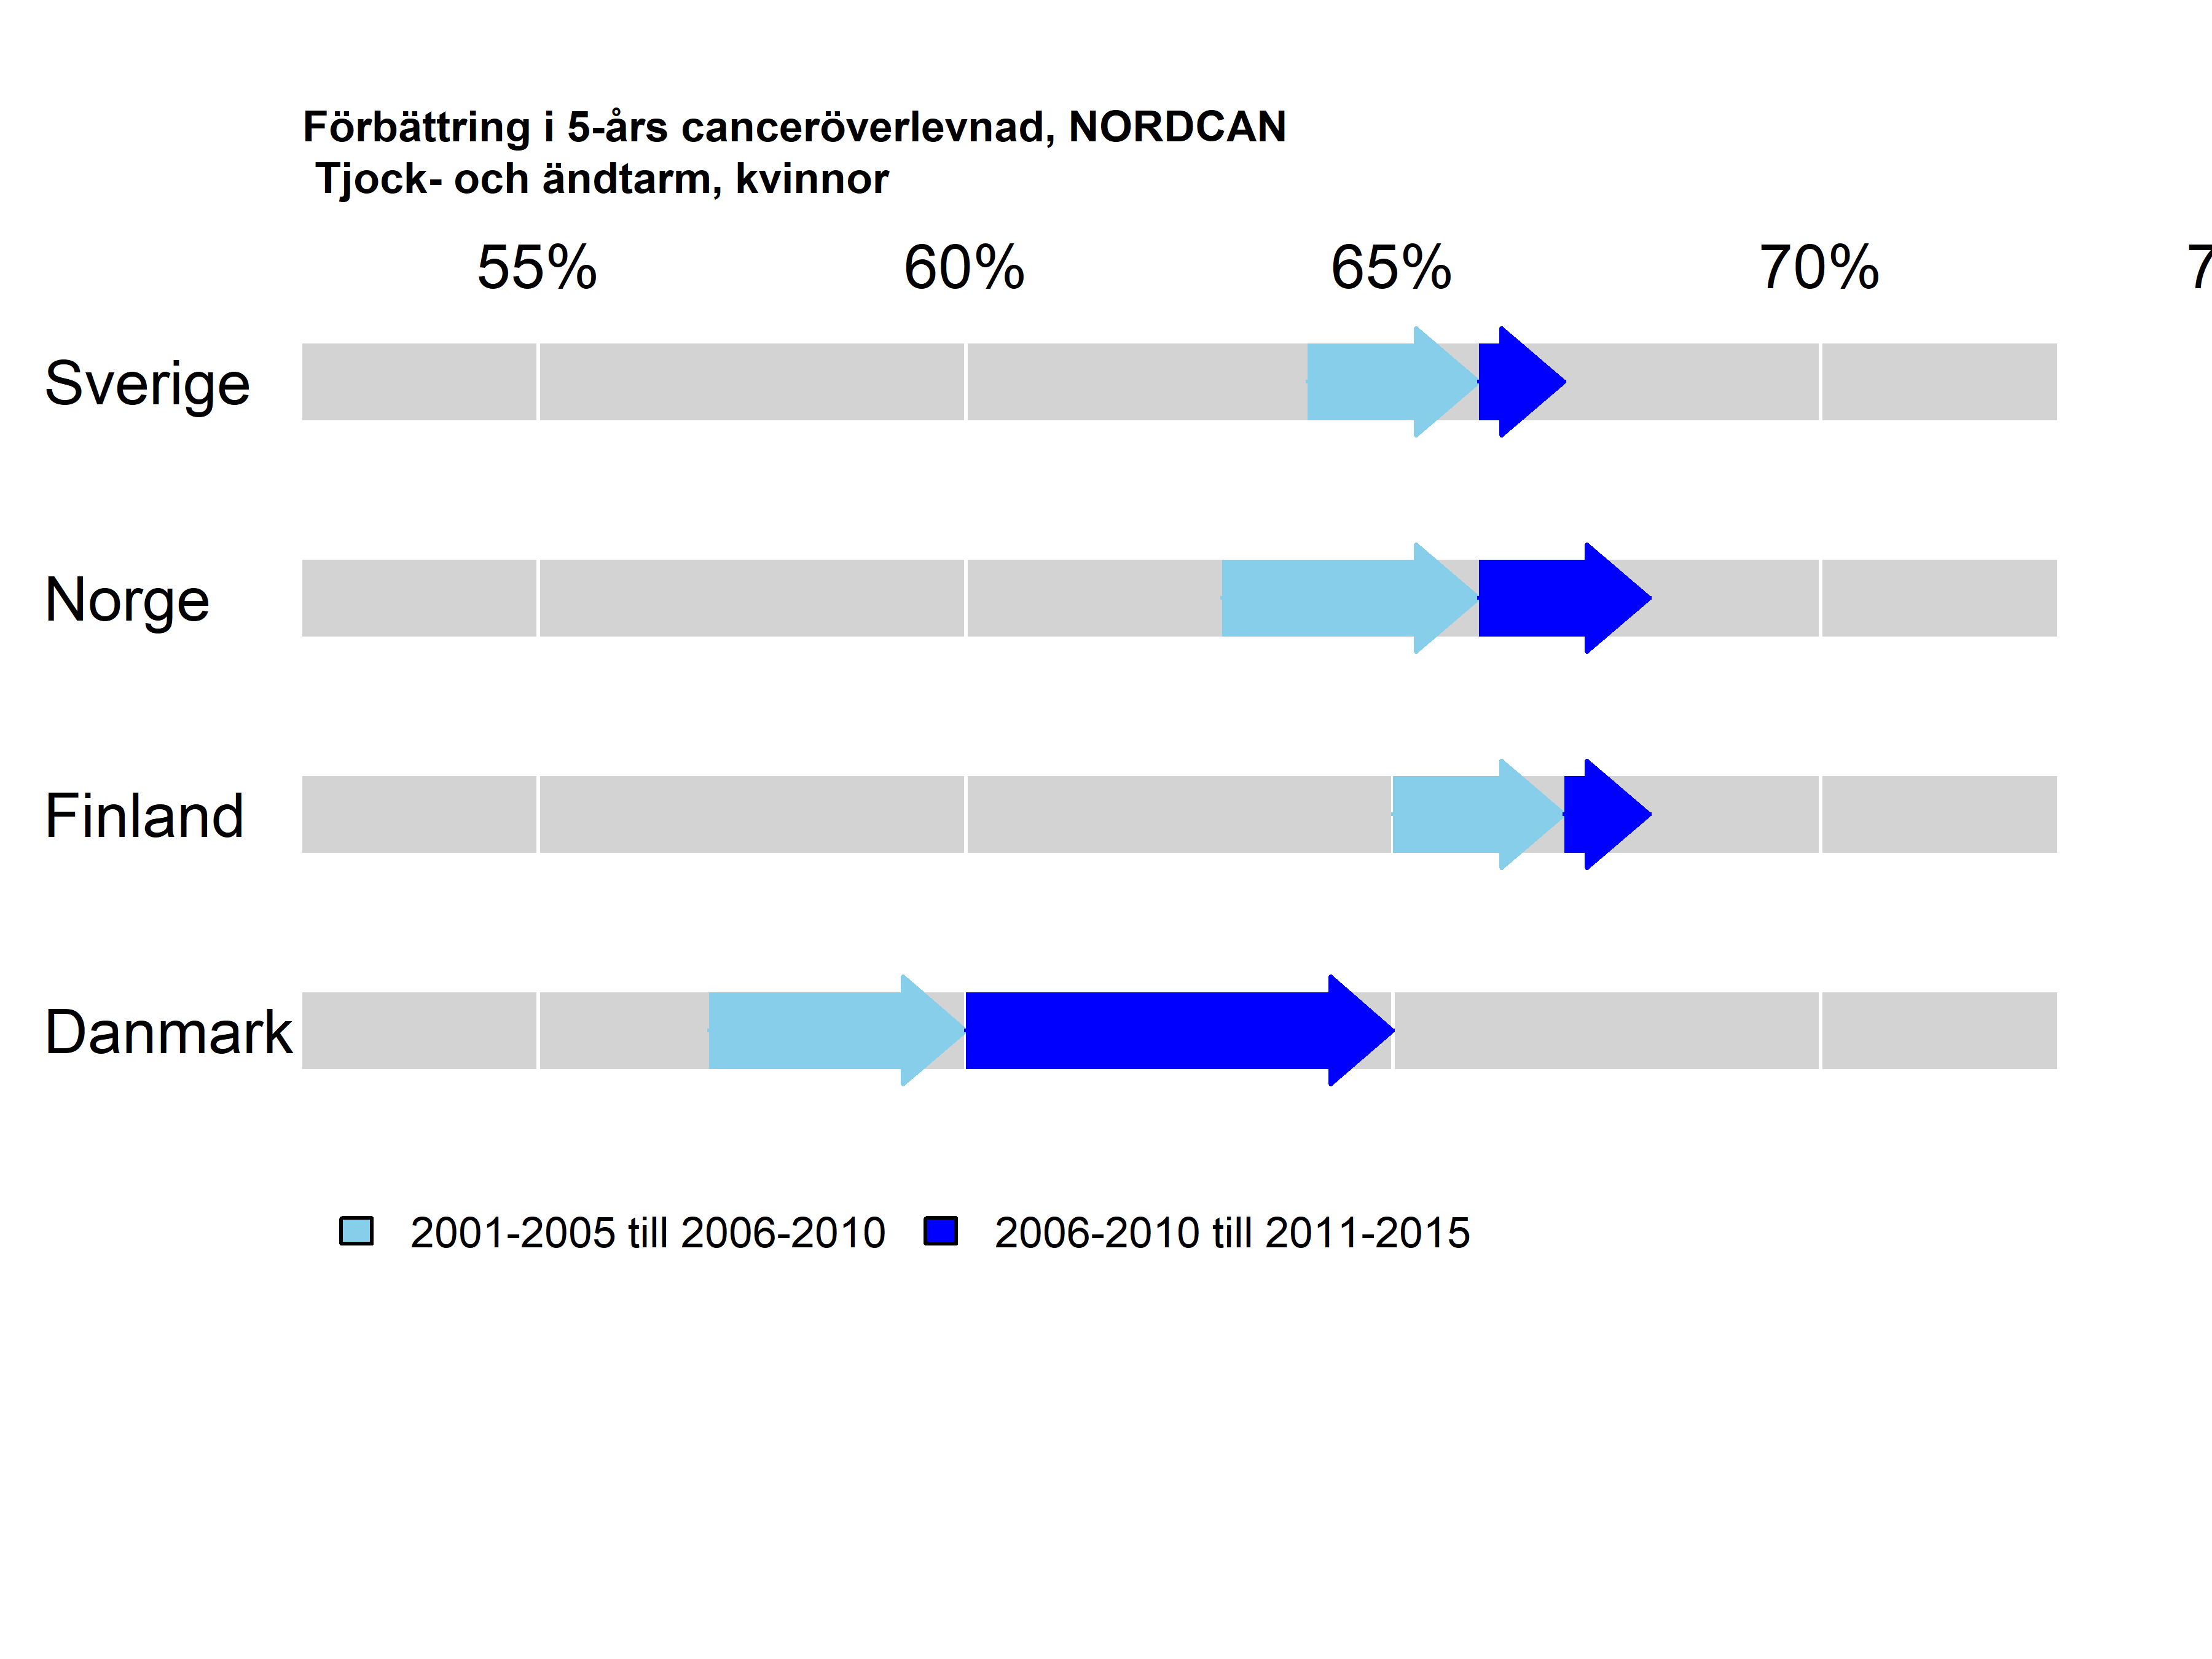 Förbättring i 5-års canceröverlevnad, NORDCAN
Tjock- och ändtarm, kvinnor
55% 60% 65% 70% 7
Sverige
Norge
Finland
Danmark
2001-2005 till 2006-2010 2006-2010 till 2011-2015